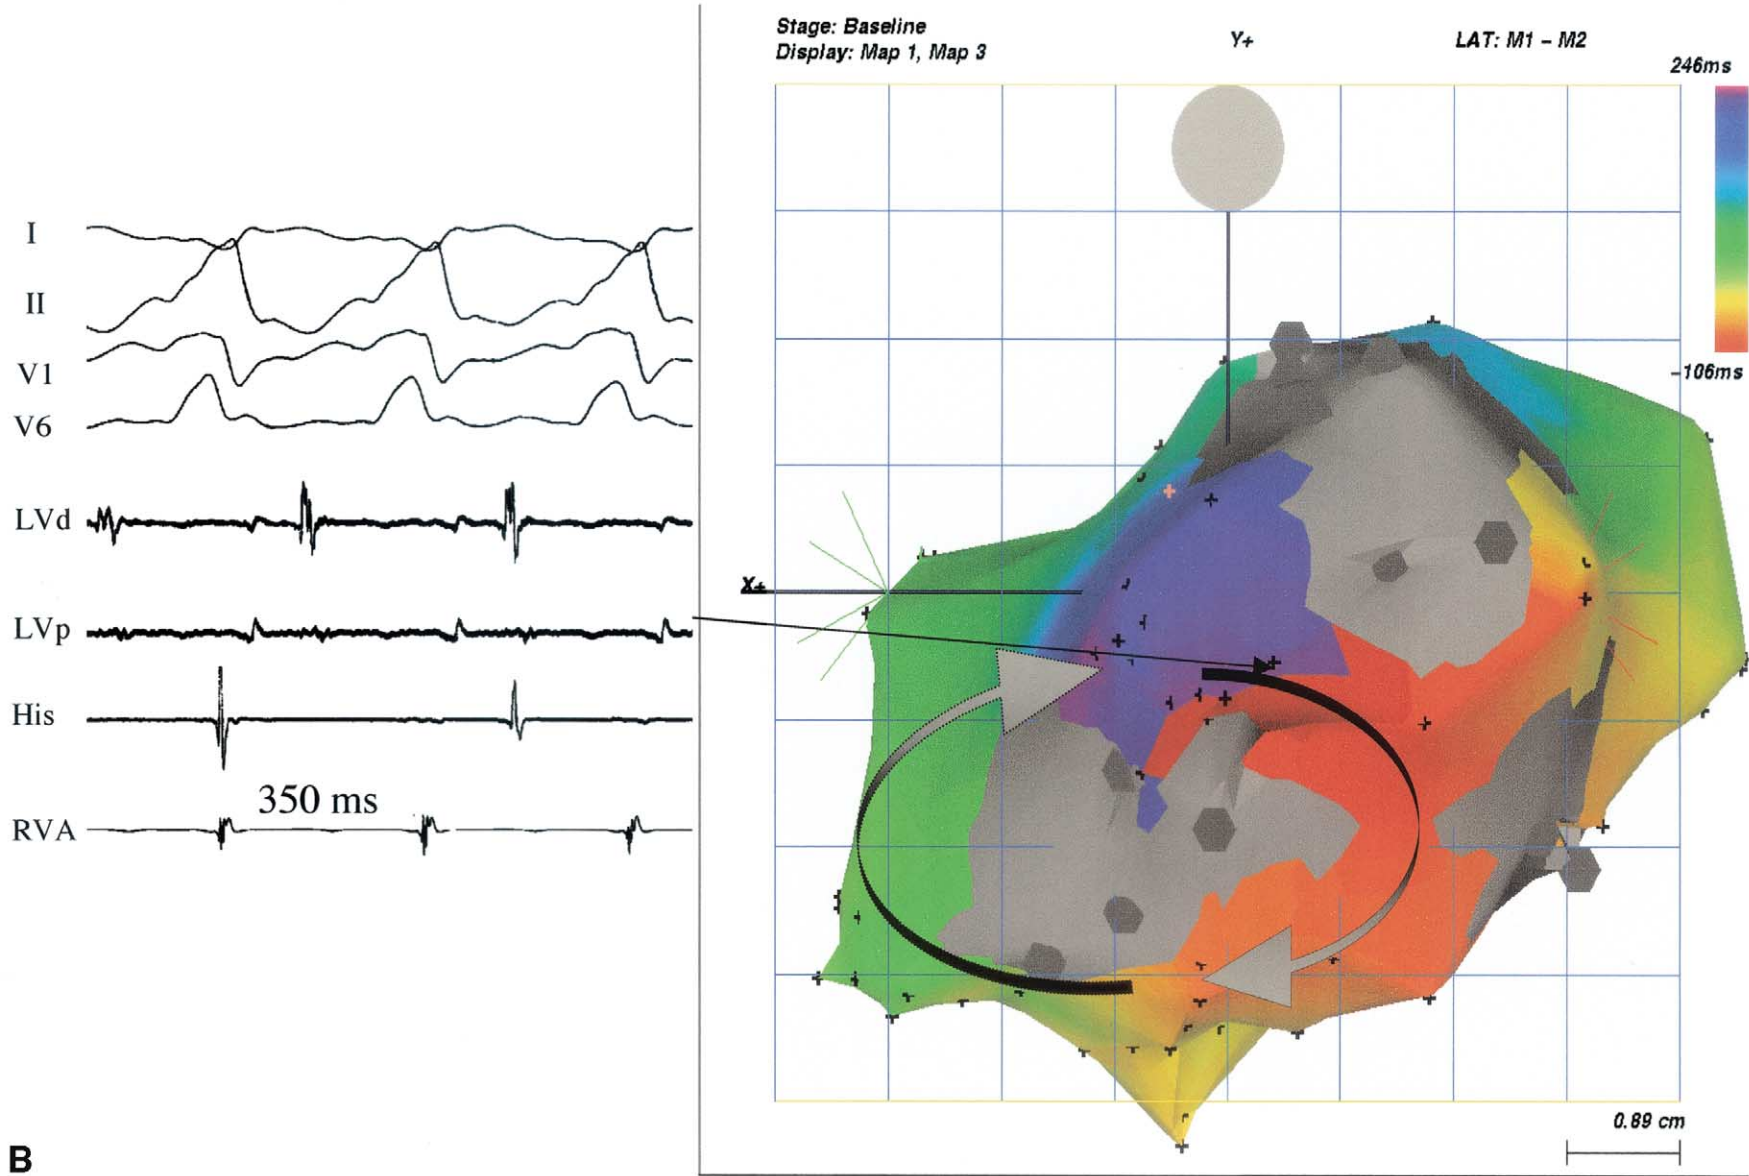 Stage: Baseline
Display: Map 1, Map 3
Y+
LAT: M1 - M2
246ms
-106ms
I
II
V1
V6
LVd
X+
LVp
His
350 ms
RVA
0.89 cm
B